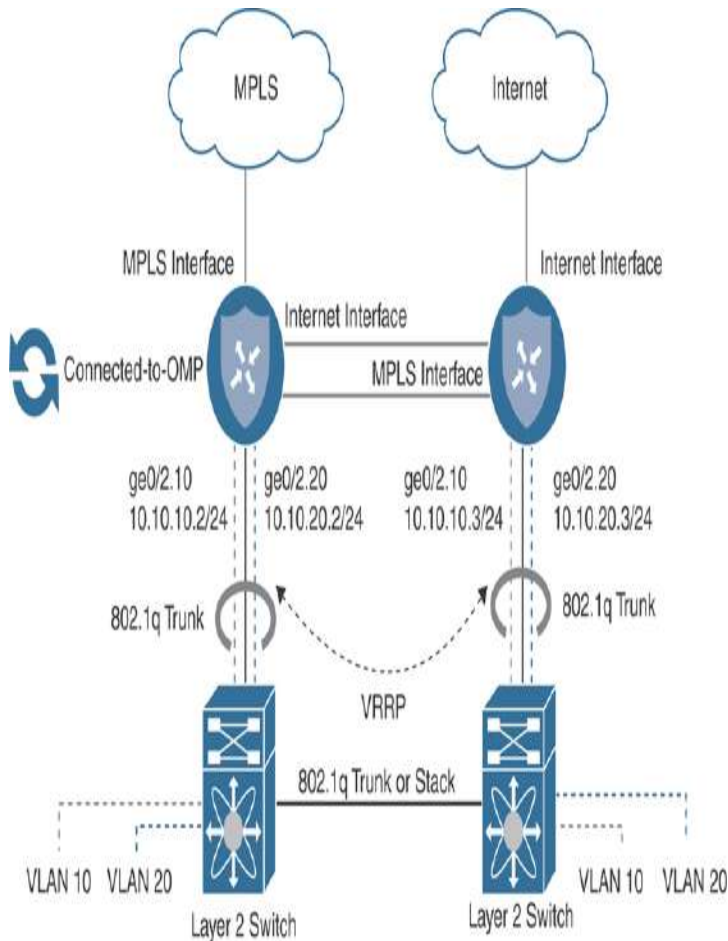 MPLS
Internet
MPLS Interface
Internet Interface
Internet Interface
Connected-to-OMP
MPLS Interface
ge0/2.10
10.10.10.2/24
ge0/2.20
10.10.20.2/24
ge0/2.10
10.10.10.3/24
ge0/2.20
10.10.20.3/24
802.1q Trunk
802.1q Trunk
VRRP
802.1q Trunk or Stack
VLAN 10
VLAN 20
VLAN 10
VLAN 20
Layer 2 Switch
Layer 2 Switch